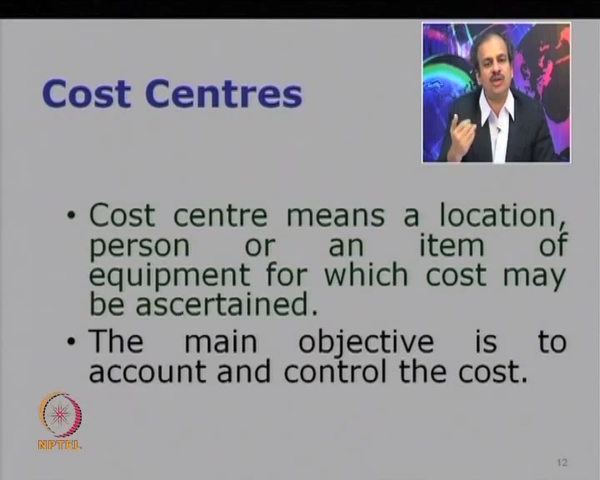 Cost Centres
• Cost centre means a location,
person or an item of
equipment for which cost may
be ascertained.
• The main objective is to
account and control the cost.
NPTEL
12